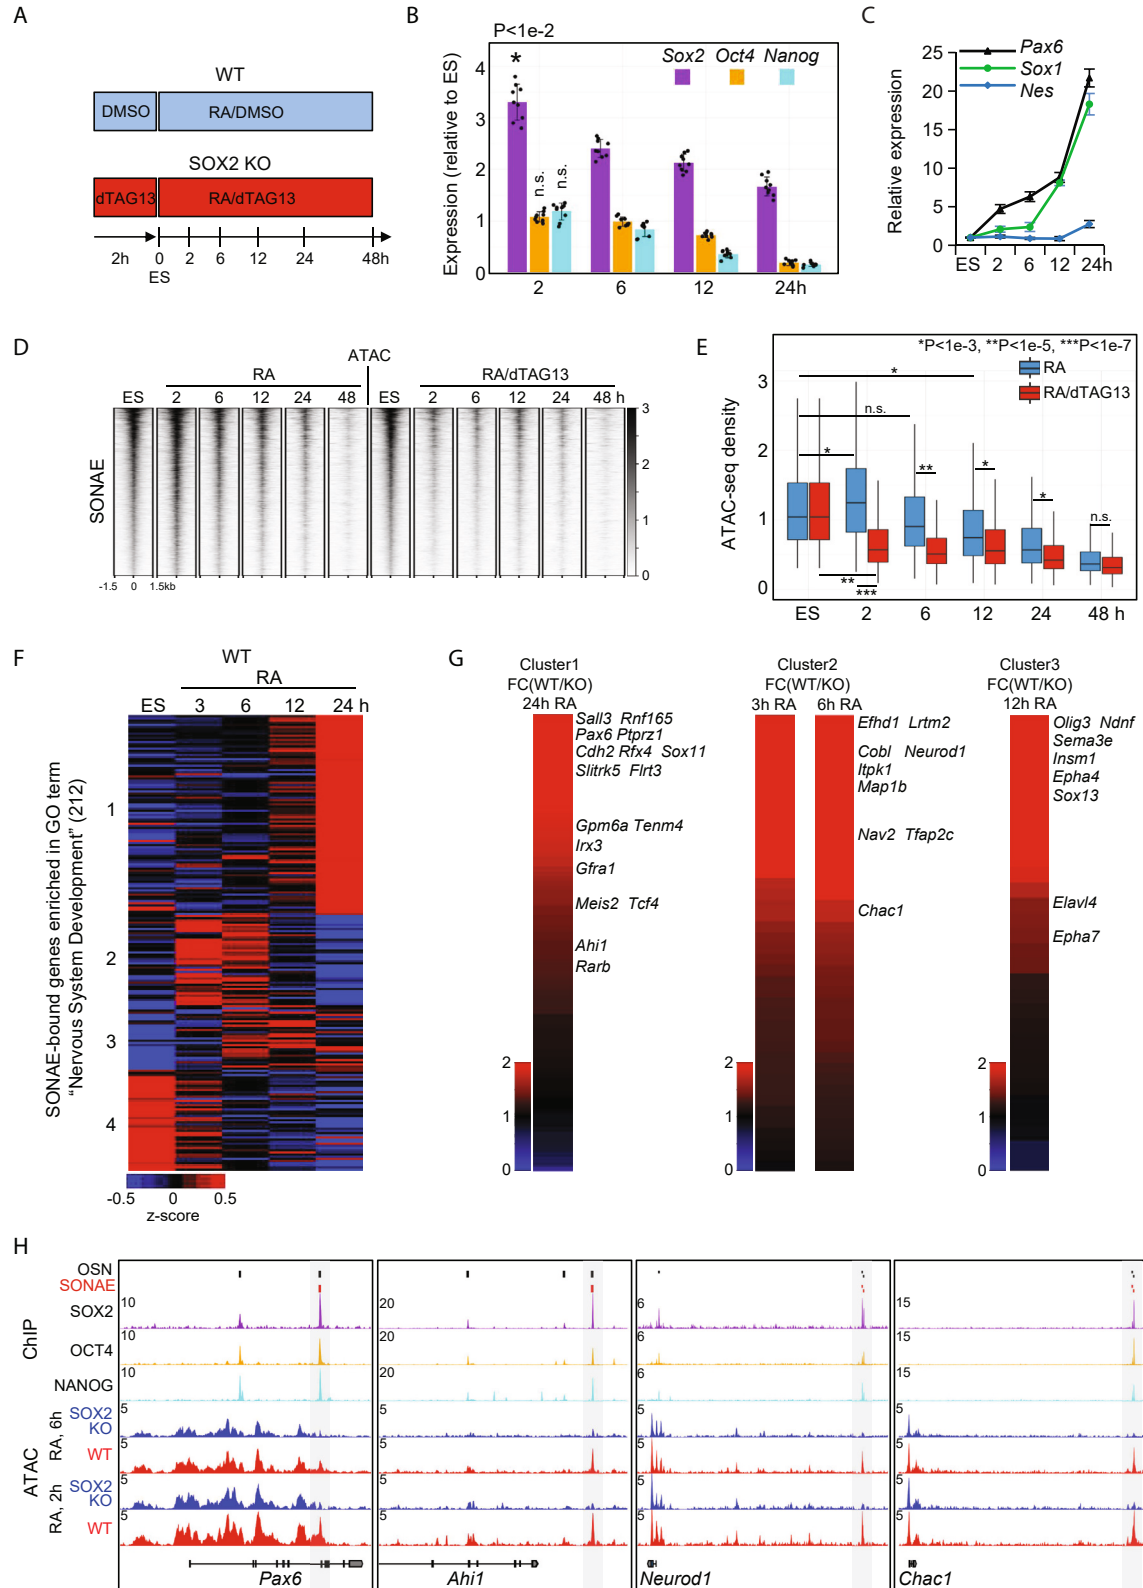 A
WT
DMSO RA/DMSO
SOX2 KO
dTAG13 RA/dTAG13
2h 0 2 6 12 24 48h
ES
B
P<1e-2
Sox2 Oct4 Nanog
Expression (relative to ES)
4
3
2
1
0
*
n.s. n.s.
2 6 12 24h
C
Relative expression
25
20
15
10
5
0
Pax6
Sox1
Nes
ES 2 6 12 24h
D
ATAC
RA RA/dTAG13
ES 2 6 12 24 48 ES 2 6 12 24 48 h
SONAE
3
2
1
0
-1.5 0 1.5kb
E
*P<1e-3, **P<1e-5, ***P<1e-7
RA
RA/dTAG13
ATAC-seq density
3
2
1
0
*
n.s.
*
** * * n.s.
**
***
ES 2 6 12 24 48 h
F
WT
RA
ES 3 6 12 24 h
SONAE-bound genes enriched in GO term
"Nervous System Development" (212)
1
2
3
4
-0.5 0 0.5
z-score
G
Cluster1
FC(WT/KO)
24h RA
Sall3 Rnf165
Pax6 Ptprz1
Cdh2 Rfx4 Sox11
Slitrk5 Flrt3
Gpm6a Tenm4
Irx3
Gfra1
Meis2 Tcf4
Ahi1
Rarb
2
1
0
Cluster2
FC(WT/KO)
3h RA 6h RA
Efhd1 Lrtm2
Cobl Neurod1
Itpk1
Map1b
Nav2 Tfap2c
Chac1
2
1
0
Cluster3
FC(WT/KO)
12h RA
Olig3 Ndnf
Sema3e
Insm1
Epha4
Sox13
Elavl4
Epha7
2
1
0
H
OSN
SONAE
ChIP
SOX2 10 20 6 15
OCT4 10 20 6 15
NANOG 10 20 6 15
ATAC
RA, 6h
SOX2 KO 5 5 5 5
WT 5 5 5 5
RA, 2h
SOX2 KO 5 5 5 5
WT 5 5 5 5
Pax6 Ahi1 Neurod1 Chac1